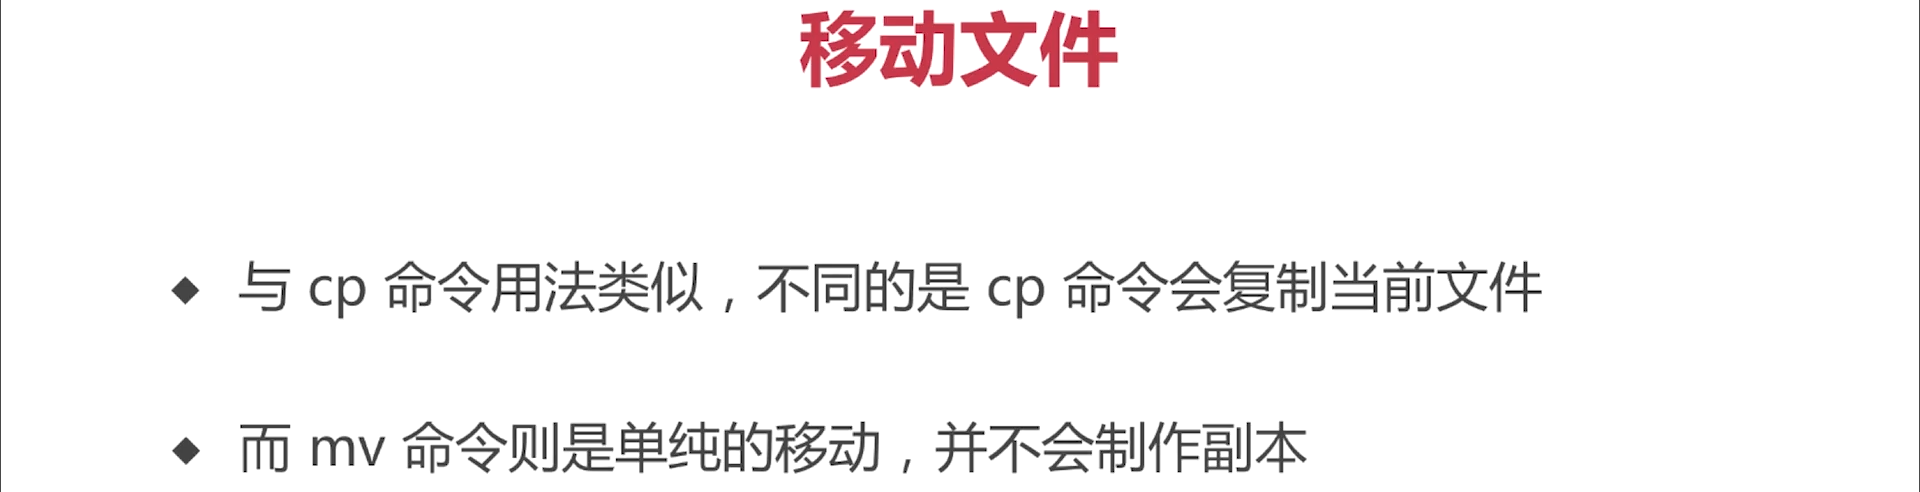 移动文件
与 cp 命令用法类似，不同的是 cp 命令会复制当前文件
而 mv 命令则是单纯的移动，并不会制作副本